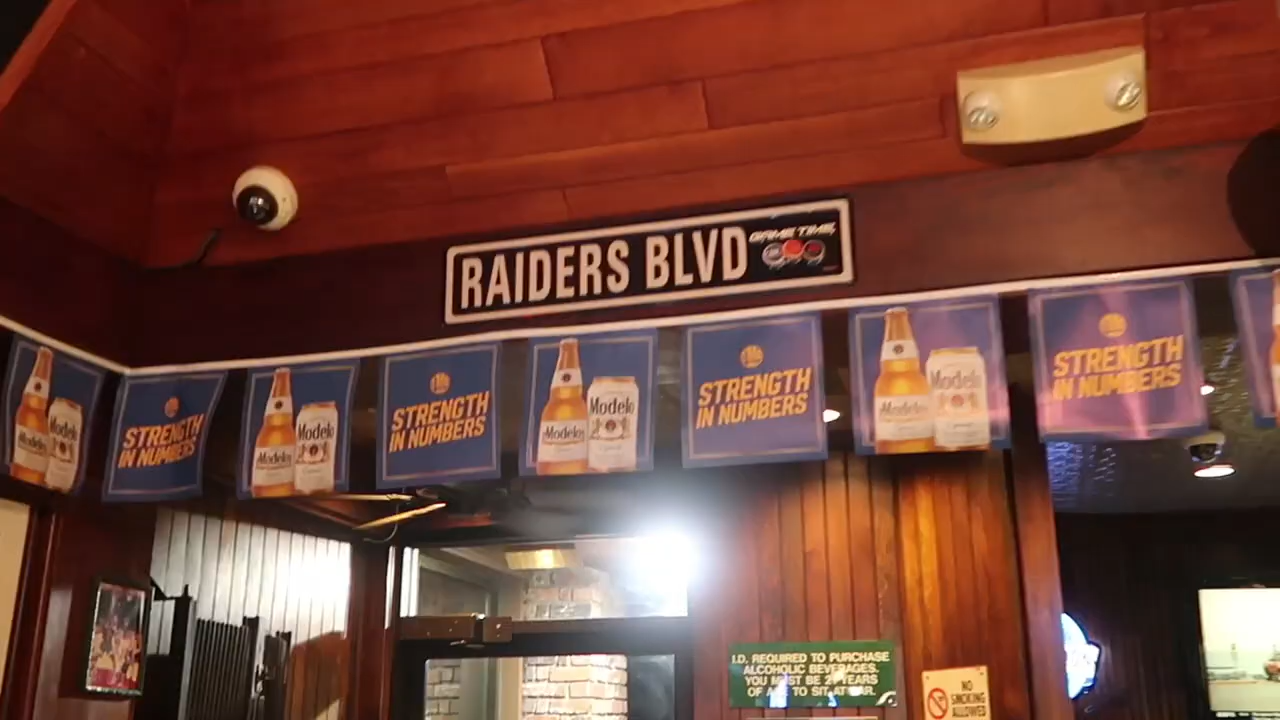 RAIDERS BLVD GAME TIME
Modelo
Modelo
STRENGTH
IN NUMBERS
Modelo
Modelo
STRENGTH
IN NUMBERS
Modelo
Modelo
STRENGTH
IN NUMBERS
Modelo
Modelo
STRENGTH
IN NUMBERS
I.D. REQUIRED TO PURCHASE
ALCOHOLIC BEVERAGES.
YOU MUST BE 21 YEARS
OF AGE TO SIT AT BAR.
NO
SMOKING
ALLOWED